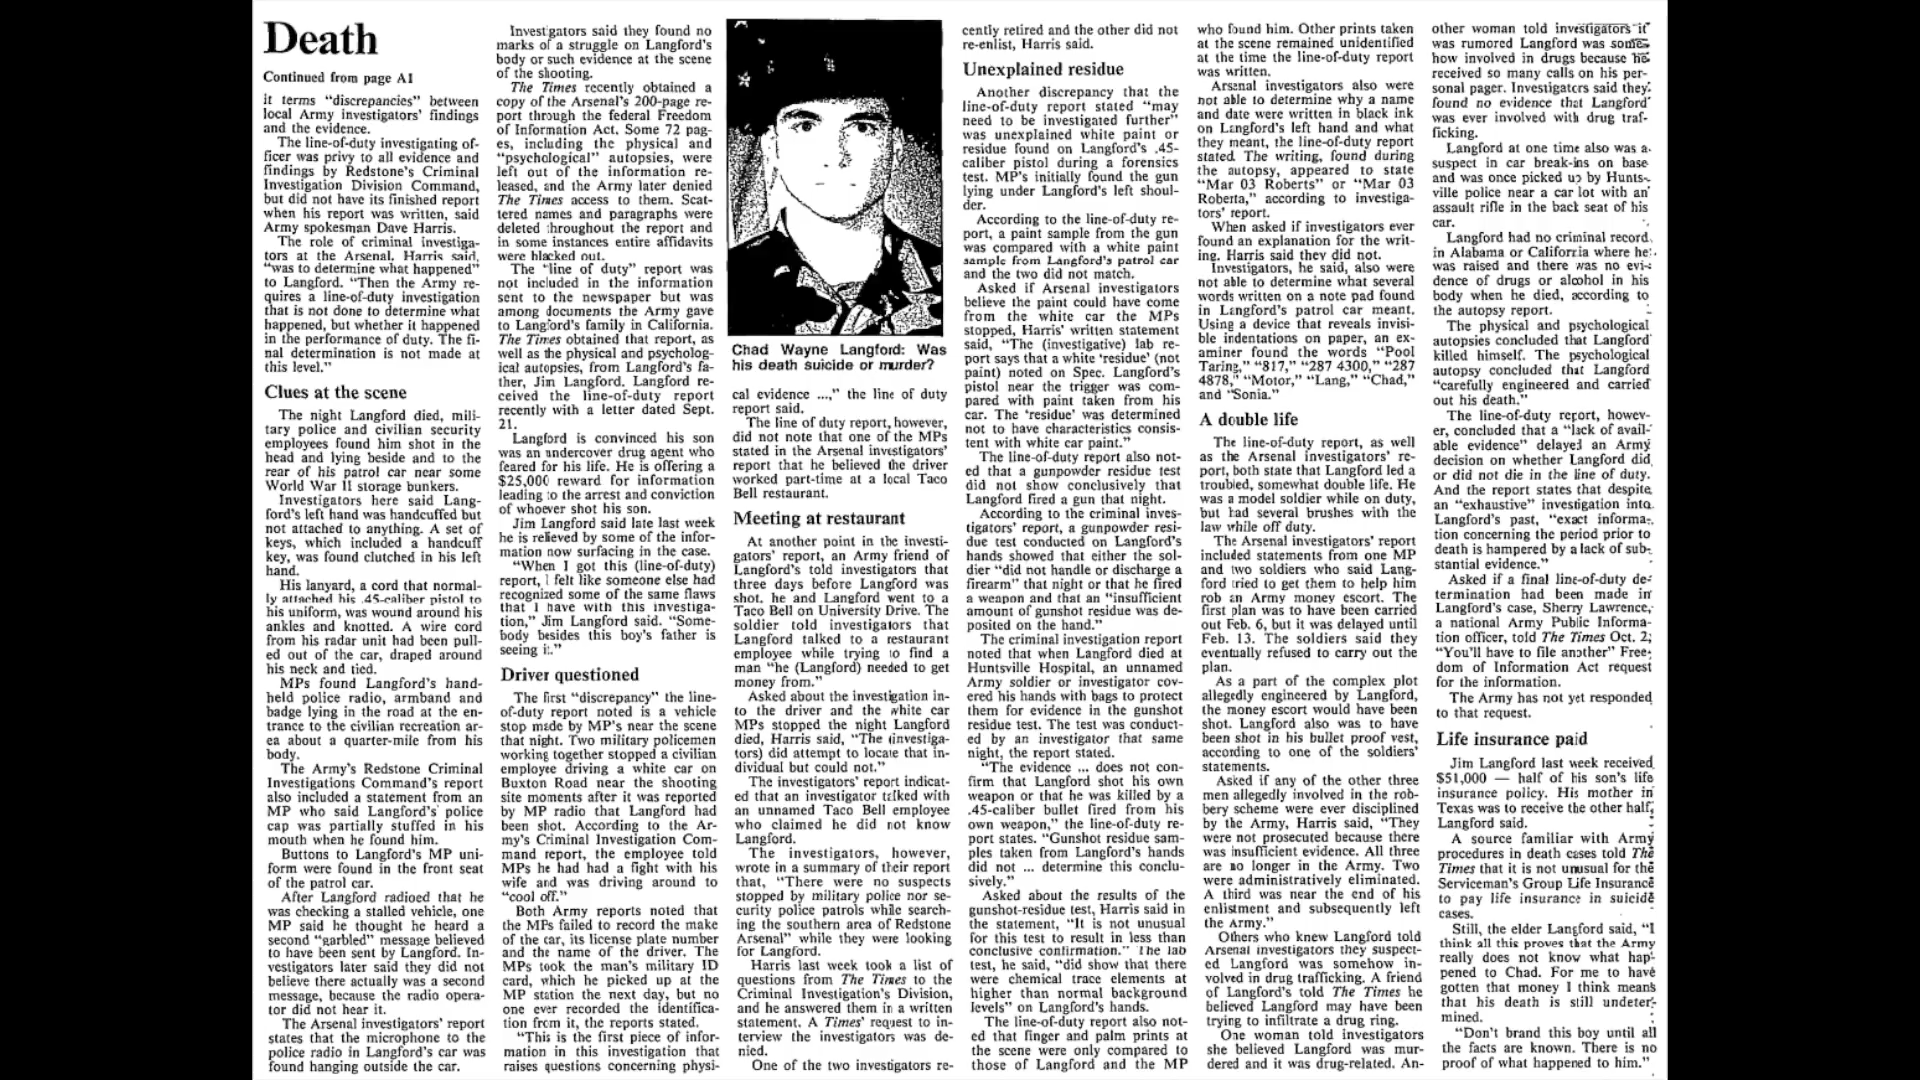 Death
Continued from page A1
it terms “discrepancies” between
local Army investigators’ findings
and the evidence.
The line-of-duty investigating of-
ficer was privy to all evidence and
findings by Redstone’s Criminal
Investigation Division Command,
but did not have its finished report
when his report was written, said
Army spokesman Dave Harris.
The role of criminal investiga-
tors at the Arsenal, Harris said,
“was to determine what happened”
to Langford. “Then the Army re-
quires a line-of-duty investigation
that is not done to determine what
happened, but whether it happened
in the performance of duty. The fi-
nal determination is not made at
this level.”
Clues at the scene
The night Langford died, mili-
tary police and civilian security
employees found him shot in the
head and lying beside and to the
rear of his patrol car near some
World War II storage bunkers.
Investigators here said Lang-
ford’s left hand was handcuffed but
not attached to anything. A set of
keys, which included a handcuff
key, was found clutched in his left
hand.
His lanyard, a cord that normal-
ly attached his .45-caliber pistol to
his uniform, was wound around his
ankles and knotted. A wire cord
from his radar unit had been pull-
ed out of the car, draped around
his neck and tied.
MPs found Langford’s hand-
held police radio, armband and
badge lying in the road at the en-
trance to the civilian recreation ar-
ea about a quarter-mile from his
body.
The Army’s Redstone Criminal
Investigations Command’s report
also included a statement from an
MP who said Langford’s police
cap was partially stuffed in his
mouth when he found him.
Buttons to Langford’s MP uni-
form were found in the front seat
of the patrol car.
After Langford radioed that he
was checking a stalled vehicle, one
MP said he thought he heard a
second “garbled” message believed
to have been sent by Langford. In-
vestigators later said they did not
believe there actually was a second
message, because the radio opera-
tor did not hear it.
The Arsenal investigators’ report
states that the microphone to the
police radio in Langford’s car was
found hanging outside the car.
Investigators said they found no
marks of a struggle on Langford’s
body or such evidence at the scene
of the shooting.
The Times recently obtained a
copy of the Arsenal’s 200-page re-
port through the federal Freedom
of Information Act. Some 72 pag-
es, including the physical and
“psychological” autopsies, were
left out of the information re-
leased, and the Army later denied
The Times access to them. Scat-
tered names and paragraphs were
deleted throughout the report and
in some instances entire affidavits
were blacked out.
The “line of duty” report was
not included in the information
sent to the newspaper but was
among documents the Army gave
to Langford’s family in California.
The Times obtained that report, as
well as the physical and psycholog-
ical autopsies, from Langford’s fa-
ther, Jim Langford. Langford re-
ceived the line-of-duty report
recently with a letter dated Sept.
21.
Langford is convinced his son
was an undercover drug agent who
feared for his life. He is offering a
$25,000 reward for information
leading to the arrest and conviction
of whoever shot his son.
Jim Langford said late last week
he is relieved by some of the infor-
mation now surfacing in the case.
“When I got this (line-of-duty)
report, I felt like someone else had
recognized some of the same flaws
that I have with this investiga-
tion,” Jim Langford said. “Some-
body besides this boy’s father is
seeing it.”
Driver questioned
The first “discrepancy” the line-
of-duty report noted is a vehicle
stop made by MP’s near the scene
that night. Two military policemen
working together stopped a civilian
employee driving a white car on
Buxton Road near the shooting
site moments after it was reported
by MP radio that Langford had
been shot. According to the Ar-
my’s Criminal Investigation Com-
mand report, the employee told
MPs he had had a fight with his
wife and was driving around to
“cool off.”
Both Army reports noted that
the MPs failed to record the make
of the car, its license plate number
and the name of the driver. The
MPs took the man’s military ID
card, which he picked up at the
MP station the next day, but no
one ever recorded the identifica-
tion from it, the reports stated.
“This is the first piece of infor-
mation in this investigation that
raises questions concerning physi-
Chad Wayne Langford: Was
his death suicide or murder?
cal evidence ...,” the line of duty
report said.
The line of duty report, however,
did not note that one of the MPs
stated in the Arsenal investigators’
report that he believed the driver
worked part-time at a local Taco
Bell restaurant.
Meeting at restaurant
At another point in the investi-
gators’ report, an Army friend of
Langford’s told investigators that
three days before Langford was
shot, he and Langford went to a
Taco Bell on University Drive. The
soldier told investigators that
Langford talked to a restaurant
employee while trying to find a
man “he (Langford) needed to get
money from.”
Asked about the investigation in-
to the driver and the white car
MPs stopped the night Langford
died, Harris said, “The (investiga-
tors) did attempt to locate that in-
dividual but could not.”
The investigators’ report indicat-
ed that an investigator talked with
an unnamed Taco Bell employee
who claimed he did not know
Langford.
The investigators, however,
wrote in a summary of their report
that, “There were no suspects
stopped by military police nor se-
curity police patrols while search-
ing the southern area of Redstone
Arsenal” while they were looking
for Langford.
Harris last week took a list of
questions from The Times to the
Criminal Investigation’s Division,
and he answered them in a written
statement. A Times’ request to in-
terview the investigators was de-
nied.
One of the two investigators re-
cently retired and the other did not
re-enlist, Harris said.
Unexplained residue
Another discrepancy that the
line-of-duty report stated “may
need to be investigated further”
was unexplained white paint or
residue found on Langford’s .45-
caliber pistol during a forensics
test. MP’s initially found the gun
lying under Langford’s left shoul-
der.
According to the line-of-duty re-
port, a paint sample from the gun
was compared with a white paint
sample from Langford’s patrol car
and the two did not match.
Asked if Arsenal investigators
believe the paint could have come
from the white car the MPs
stopped, Harris’ written statement
said, “The (investigative) lab re-
port says that a white ‘residue’ (not
paint) noted on Spec. Langford’s
pistol near the trigger was com-
pared with paint taken from his
car. The ‘residue’ was determined
not to have characteristics consis-
tent with white car paint.”
The line-of-duty report also not-
ed that a gunpowder residue test
did not show conclusively that
Langford fired a gun that night.
According to the criminal inves-
tigators’ report, a gunpowder resi-
due test conducted on Langford’s
hands showed that either the sol-
dier “did not handle or discharge a
firearm” that night or that he fired
a weapon and that an “insufficient
amount of gunshot residue was de-
posited on the hand.”
The criminal investigation report
noted that when Langford died at
Huntsville Hospital, an unnamed
Army soldier or investigator cov-
ered his hands with bags to protect
them for evidence in the gunshot
residue test. The test was conduct-
ed by an investigator that same
night, the report stated.
“The evidence ... does not con-
firm that Langford shot his own
weapon or that he was killed by a
.45-caliber bullet fired from his
own weapon,” the line-of-duty re-
port states. “Gunshot residue sam-
ples taken from Langford’s hands
did not ... determine this conclu-
sively.”
Asked about the results of the
gunshot-residue test, Harris said in
the statement, “It is not unusual
for this test to result in less than
conclusive confirmation.” The lab
test, he said, “did show that there
were chemical trace elements at
higher than normal background
levels” on Langford’s hands.
The line-of-duty report also not-
ed that finger and palm prints at
the scene were only compared to
those of Langford and the MP
who found him. Other prints taken
at the scene remained unidentified
at the time the line-of-duty report
was written.
Arsenal investigators also were
not able to determine why a name
and date were written in black ink
on Langford’s left hand and what
they meant, the line-of-duty report
stated. The writing, found during
the autopsy, appeared to state
“Mar 03 Roberts” or “Mar 03
Roberta,” according to investiga-
tors’ report.
When asked if investigators ever
found an explanation for the writ-
ing, Harris said they did not.
Investigators, he said, also were
not able to determine what several
words written on a note pad found
in Langford’s patrol car meant.
Using a device that reveals invisi-
ble indentations on paper, an ex-
aminer found the words “Pool
Taring,” “817,” “287 4300,” “287
4878,” “Motor,” “Lang,” “Chad,”
and “Sonia.”
A double life
The line-of-duty report, as well
as the Arsenal investigators’ re-
port, both state that Langford led a
troubled, somewhat double life. He
was a model soldier while on duty,
but had several brushes with the
law while off duty.
The Arsenal investigators’ report
included statements from one MP
and two soldiers who said Lang-
ford tried to get them to help him
rob an Army money escort. The
first plan was to have been carried
out Feb. 6, but it was delayed until
Feb. 13. The soldiers said they
eventually refused to carry out the
plan.
As a part of the complex plot
allegedly engineered by Langford,
the money escort would have been
shot. Langford also was to have
been shot in his bullet proof vest,
according to one of the soldiers’
statements.
Asked if any of the other three
men allegedly involved in the rob-
bery scheme were ever disciplined
by the Army, Harris said, “They
were not prosecuted because there
was insufficient evidence. All three
are no longer in the Army. Two
were administratively eliminated.
A third was near the end of his
enlistment and subsequently left
the Army.”
Others who knew Langford told
Arsenal investigators they suspect-
ed Langford was somehow in-
volved in drug trafficking. A friend
of Langford’s told The Times he
believed Langford may have been
trying to infiltrate a drug ring.
One woman told investigators
she believed Langford was mur-
dered and it was drug-related. An-
other woman told investigators it
was rumored Langford was some-
how involved in drugs because he
received so many calls on his per-
sonal pager. Investigators said they
found no evidence that Langford
was ever involved with drug traf-
ficking.
Langford at one time also was a
suspect in car break-ins on base
and was once picked up by Hunts-
ville police near a car lot with an
assault rifle in the back seat of his
car.
Langford had no criminal record
in Alabama or California where he
was raised and there was no evi-
dence of drugs or alcohol in his
body when he died, according to
the autopsy report.
The physical and psychological
autopsies concluded that Langford
killed himself. The psychological
autopsy concluded that Langford
“carefully engineered and carried
out his death.”
The line-of-duty report, howev-
er, concluded that a “lack of avail-
able evidence” delayed an Army
decision on whether Langford did
or did not die in the line of duty.
And the report states that despite
an “exhaustive” investigation into
Langford’s past, “exact informa-
tion concerning the period prior to
death is hampered by a lack of sub-
stantial evidence.”
Asked if a final line-of-duty de-
termination had been made in
Langford’s case, Sherry Lawrence,
a national Army Public Informa-
tion officer, told The Times Oct. 2,
“You’ll have to file another” Free-
dom of Information Act request
for the information.
The Army has not yet responded
to that request.
Life insurance paid
Jim Langford last week received
$51,000 — half of his son’s life
insurance policy. His mother in
Texas was to receive the other half,
Langford said.
A source familiar with Army
procedures in death cases told The
Times that it is not unusual for the
Serviceman’s Group Life Insurance
to pay life insurance in suicide
cases.
Still, the elder Langford said, “I
think all this proves that the Army
really does not know what hap-
pened to Chad. For me to have
gotten that money I think means
that his death is still undeter-
mined.
“Don’t brand this boy until all
the facts are known. There is no
proof of what happened to him.”